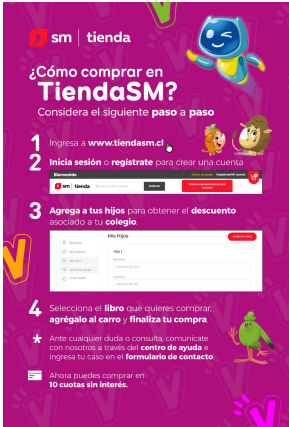 sm | tienda
¿Cómo comprar en
TiendaSM?
Considera el siguiente paso a paso
1 Ingresa a www.tiendasm.cl
2 Inicia sesión o regístrate para crear una cuenta
Bienvenido
sm | tienda
3 Agrega a tus hijos para obtener el descuento
asociado a tu colegio.
Mis Hijos
Hijo 1
4 Selecciona el libro que quieres comprar,
agrégalo al carro y finaliza tu compra.
* Ante cualquier duda o consulta, comunícate
con nosotros a través del centro de ayuda e
ingresa tu caso en el formulario de contacto.
Ahora puedes comprar en
10 cuotas sin interés.